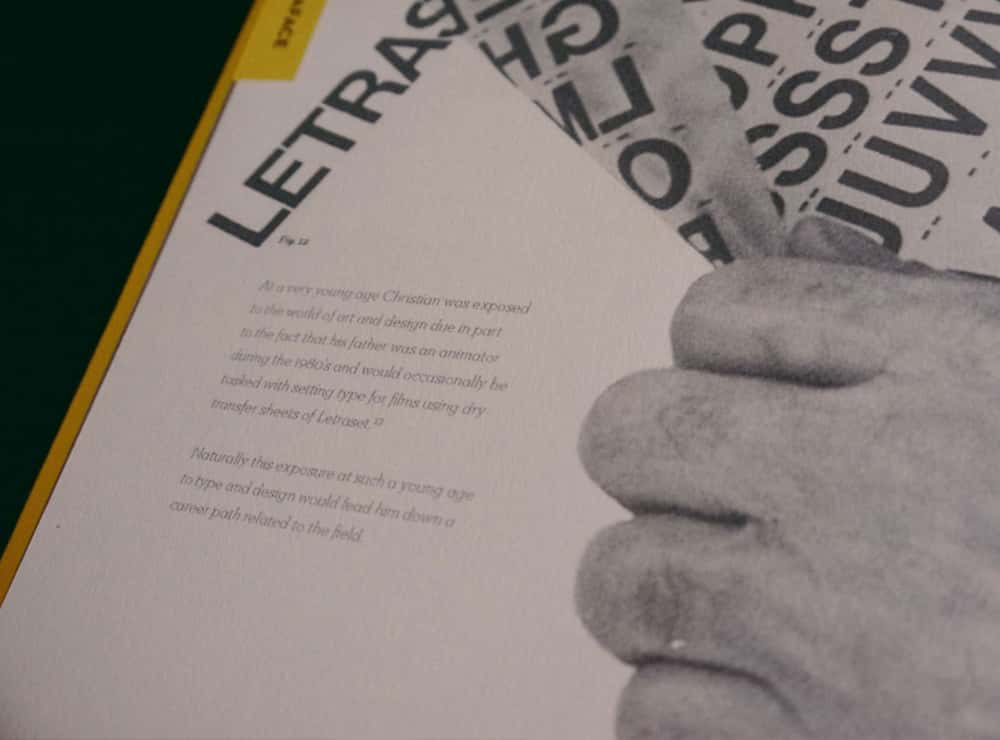 LETRAS
Fig. 12
At a very young age Christian was exposed
to the world of art and design due in part
to the fact that his father was an animator
during the 1980's and would occasionally be
tasked with setting type for films using dry
transfer sheets of Letraset.
Naturally this exposure at such a young age
to type and design would lead him down a
career path related to the field.